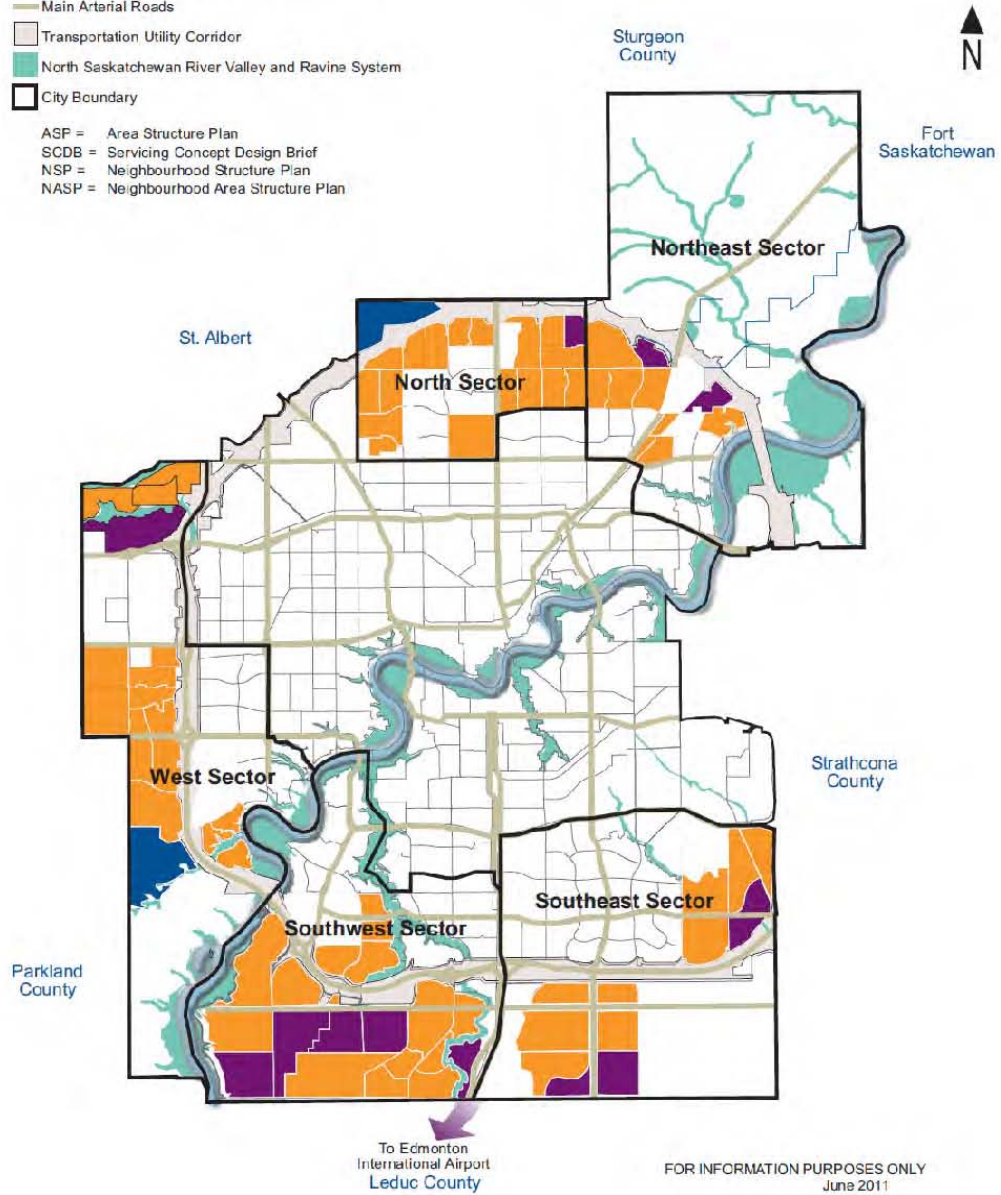 Main Arterial Roads
Transportation Utility Corridor
North Saskatchewan River Valley and Ravine System
City Boundary
ASP = Area Structure Plan
SCDB = Servicing Concept Design Brief
NSP = Neighbourhood Structure Plan
NASP = Neighbourhood Area Structure Plan
Sturgeon
County
N
Fort
Saskatchewan
Northeast Sector
St. Albert
North Sector
West Sector
Strathcona
County
Southeast Sector
Southwest Sector
Parkland
County
To Edmonton
International Airport
Leduc County
FOR INFORMATION PURPOSES ONLY
June 2011